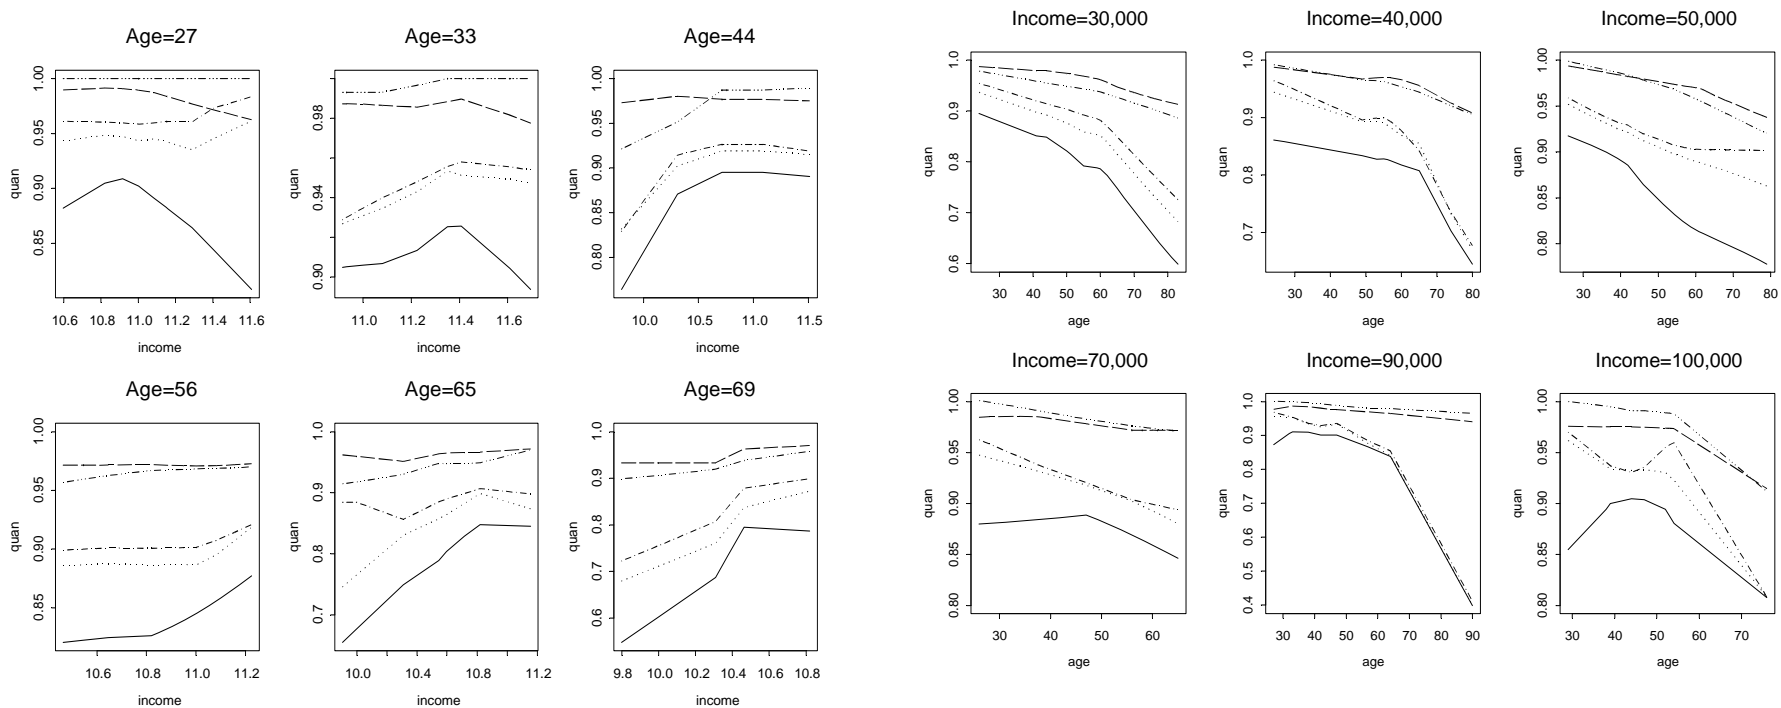 Age=27
quan
1.00
0.95
0.90
0.85
10.6 10.8 11.0 11.2 11.4 11.6
income
Age=33
quan
0.98
0.94
0.90
11.0 11.2 11.4 11.6
income
Age=44
quan
1.00
0.95
0.90
0.85
0.80
10.0 10.5 11.0 11.5
income
Age=56
quan
1.00
0.95
0.90
0.85
10.6 10.8 11.0 11.2
income
Age=65
quan
1.0
0.9
0.8
0.7
10.0 10.4 10.8 11.2
income
Age=69
quan
1.0
0.9
0.8
0.7
0.6
9.8 10.0 10.2 10.4 10.6 10.8
income
Income=30,000
quan
1.0
0.9
0.8
0.7
0.6
30 40 50 60 70 80
age
Income=40,000
quan
1.0
0.9
0.8
0.7
30 40 50 60 70 80
age
Income=50,000
quan
1.00
0.95
0.90
0.85
0.80
30 40 50 60 70 80
age
Income=70,000
quan
1.00
0.95
0.90
0.85
0.80
30 40 50 60
age
Income=90,000
quan
1.0
0.9
0.8
0.7
0.6
0.5
0.4
30 40 50 60 70 80 90
age
Income=100,000
quan
1.00
0.95
0.90
0.85
0.80
30 40 50 60 70
age